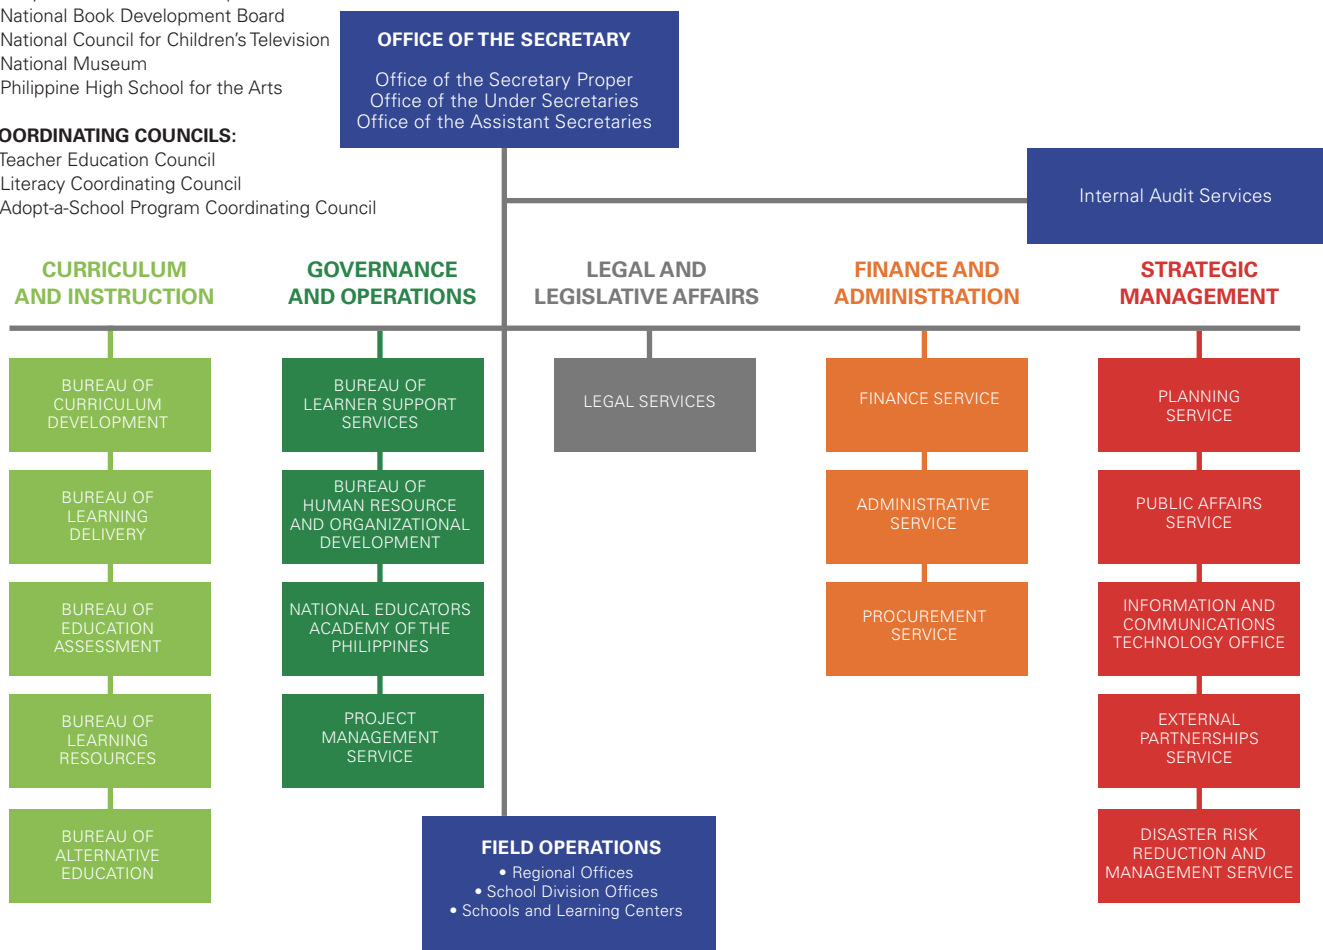 National Book Development Board
National Council for Children's Television
National Museum
Philippine High School for the Arts
OORDINATING COUNCILS:
Teacher Education Council
Literacy Coordinating Council
Adopt-a-School Program Coordinating Council
OFFICE OF THE SECRETARY
Office of the Secretary Proper
Office of the Under Secretaries
Office of the Assistant Secretaries
Internal Audit Services
CURRICULUM
AND INSTRUCTION
BUREAU OF
CURRICULUM
DEVELOPMENT
BUREAU OF
LEARNING
DELIVERY
BUREAU OF
EDUCATION
ASSESSMENT
BUREAU OF
LEARNING
RESOURCES
BUREAU OF
ALTERNATIVE
EDUCATION
GOVERNANCE
AND OPERATIONS
BUREAU OF
LEARNER SUPPORT
SERVICES
BUREAU OF
HUMAN RESOURCE
AND ORGANIZATIONAL
DEVELOPMENT
NATIONAL EDUCATORS
ACADEMY OF THE
PHILIPPINES
PROJECT
MANAGEMENT
SERVICE
LEGAL AND
LEGISLATIVE AFFAIRS
LEGAL SERVICES
FINANCE AND
ADMINISTRATION
FINANCE SERVICE
ADMINISTRATIVE
SERVICE
PROCUREMENT
SERVICE
STRATEGIC
MANAGEMENT
PLANNING
SERVICE
PUBLIC AFFAIRS
SERVICE
INFORMATION AND
COMMUNICATIONS
TECHNOLOGY OFFICE
EXTERNAL
PARTNERSHIPS
SERVICE
DISASTER RISK
REDUCTION AND
MANAGEMENT SERVICE
FIELD OPERATIONS
• Regional Offices
• School Division Offices
• Schools and Learning Centers